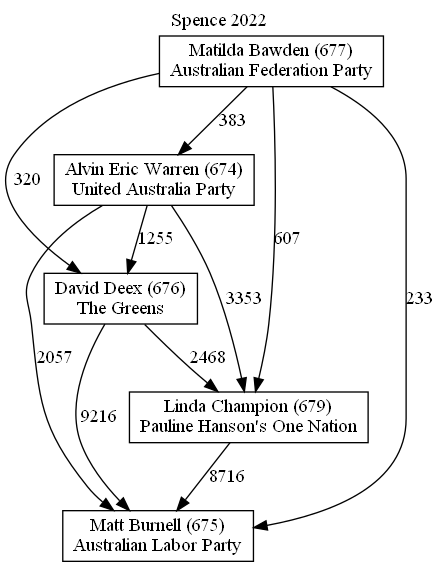 Spence 2022
Matilda Bawden (677)
Australian Federation Party
383
Alvin Eric Warren (674)
United Australia Party
320
1255
607
David Deex (676)
The Greens
3353
233
2057
2468
9216
Linda Champion (679)
Pauline Hanson's One Nation
8716
Matt Burnell (675)
Australian Labor Party